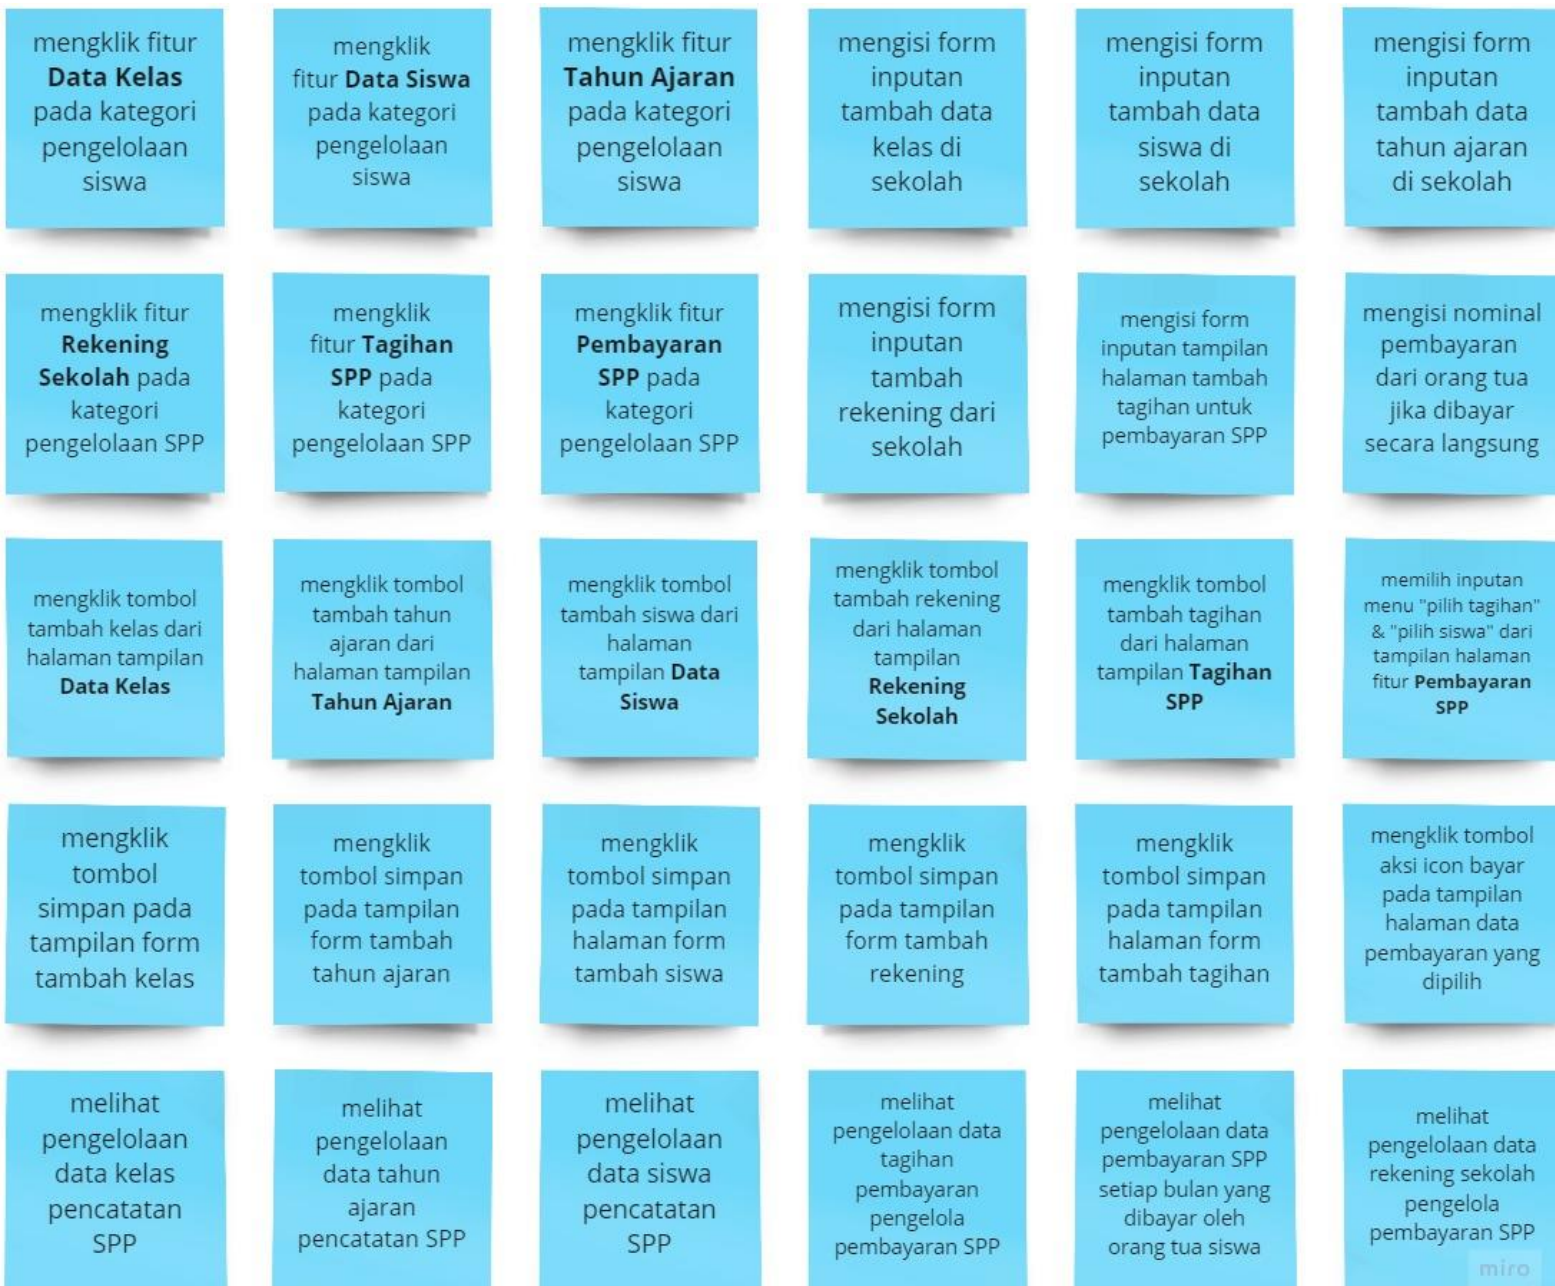 mengklik fitur
Data Kelas
pada kategori
pengelolaan
siswa
mengklik
fitur Data Siswa
pada kategori
pengelolaan
siswa
mengklik fitur
Tahun Ajaran
pada kategori
pengelolaan
siswa
mengisi form
inputan
tambah data
kelas di
sekolah
mengisi form
inputan
tambah data
siswa di
sekolah
mengisi form
inputan
tambah data
tahun ajaran
di sekolah
mengklik fitur
Rekening
Sekolah pada
kategori
pengelolaan SPP
mengklik
fitur Tagihan
SPP pada
kategori
pengelolaan SPP
mengklik fitur
Pembayaran
SPP pada
kategori
pengelolaan SPP
mengisi form
inputan
tambah
rekening dari
sekolah
mengisi form
inputan tampilan
halaman tambah
tagihan untuk
pembayaran SPP
mengisi nominal
pembayaran
dari orang tua
jika dibayar
secara langsung
mengklik tombol
tambah kelas dari
halaman tampilan
Data Kelas
mengklik tombol
tambah tahun
ajaran dari
halaman tampilan
Tahun Ajaran
mengklik tombol
tambah siswa dari
halaman
tampilan Data
Siswa
mengklik tombol
tambah rekening
dari halaman
tampilan
Rekening
Sekolah
mengklik tombol
tambah tagihan
dari halaman
tampilan Tagihan
SPP
memilih inputan
menu "pilih tagihan"
& "pilih siswa" dari
tampilan halaman
fitur Pembayaran
SPP
mengklik
tombol
simpan pada
tampilan form
tambah kelas
mengklik
tombol simpan
pada tampilan
form tambah
tahun ajaran
mengklik
tombol simpan
pada tampilan
halaman form
tambah siswa
mengklik
tombol simpan
pada tampilan
form tambah
rekening
mengklik
tombol simpan
pada tampilan
halaman form
tambah tagihan
mengklik tombol
aksi icon bayar
pada tampilan
halaman data
pembayaran yang
dipilih
melihat
pengelolaan
data kelas
pencatatan
SPP
melihat
pengelolaan
data tahun
ajaran
pencatatan SPP
melihat
pengelolaan
data siswa
pencatatan
SPP
melihat
pengelolaan data
tagihan
pembayaran
pengelola
pembayaran SPP
melihat
pengelolaan data
pembayaran SPP
setiap bulan yang
dibayar oleh
orang tua siswa
melihat
pengelolaan data
rekening sekolah
pengelola
pembayaran SPP
miro